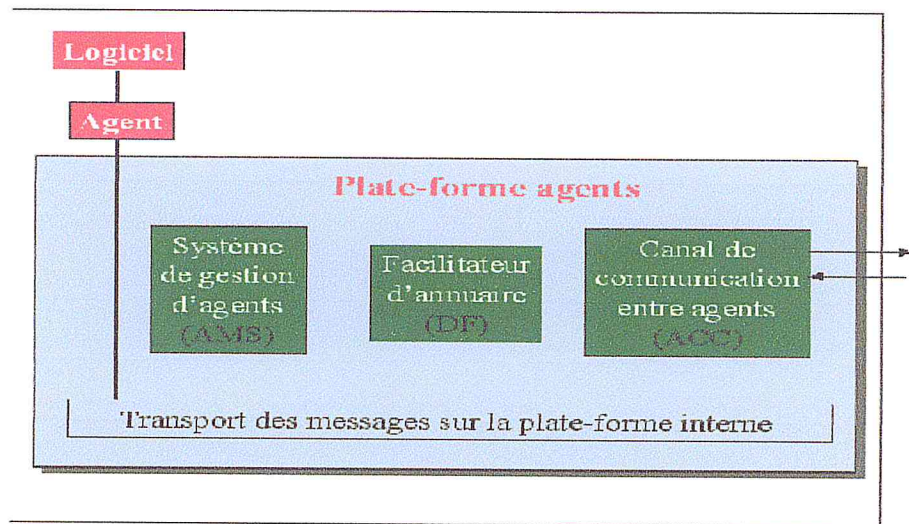 Logiciel
Agent
Plate-forme agents
Système
de gestion
d'agents
(AMS)
Facilitateur
d'annuaire
(DF)
Canal de
communication
entre agents
(ACC)
Transport des messages sur la plate-forme interne